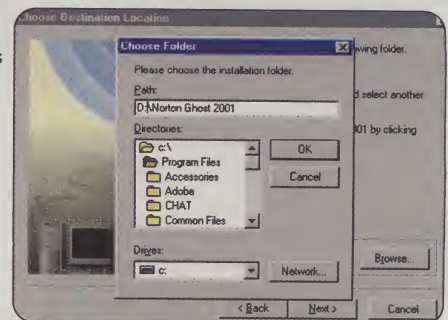 Choose Destination Location
Choose Folder
wing folder.
Please choose the installation folder.
Path:
D:\Norton Ghost 2001
d select another
Directories:
001 by clicking
c:\
Program Files
Accessories
Adobe
CHAT
Common Files
OK
Cancel
Drives:
c:
Network...
Browse...
< Back
Next >
Cancel